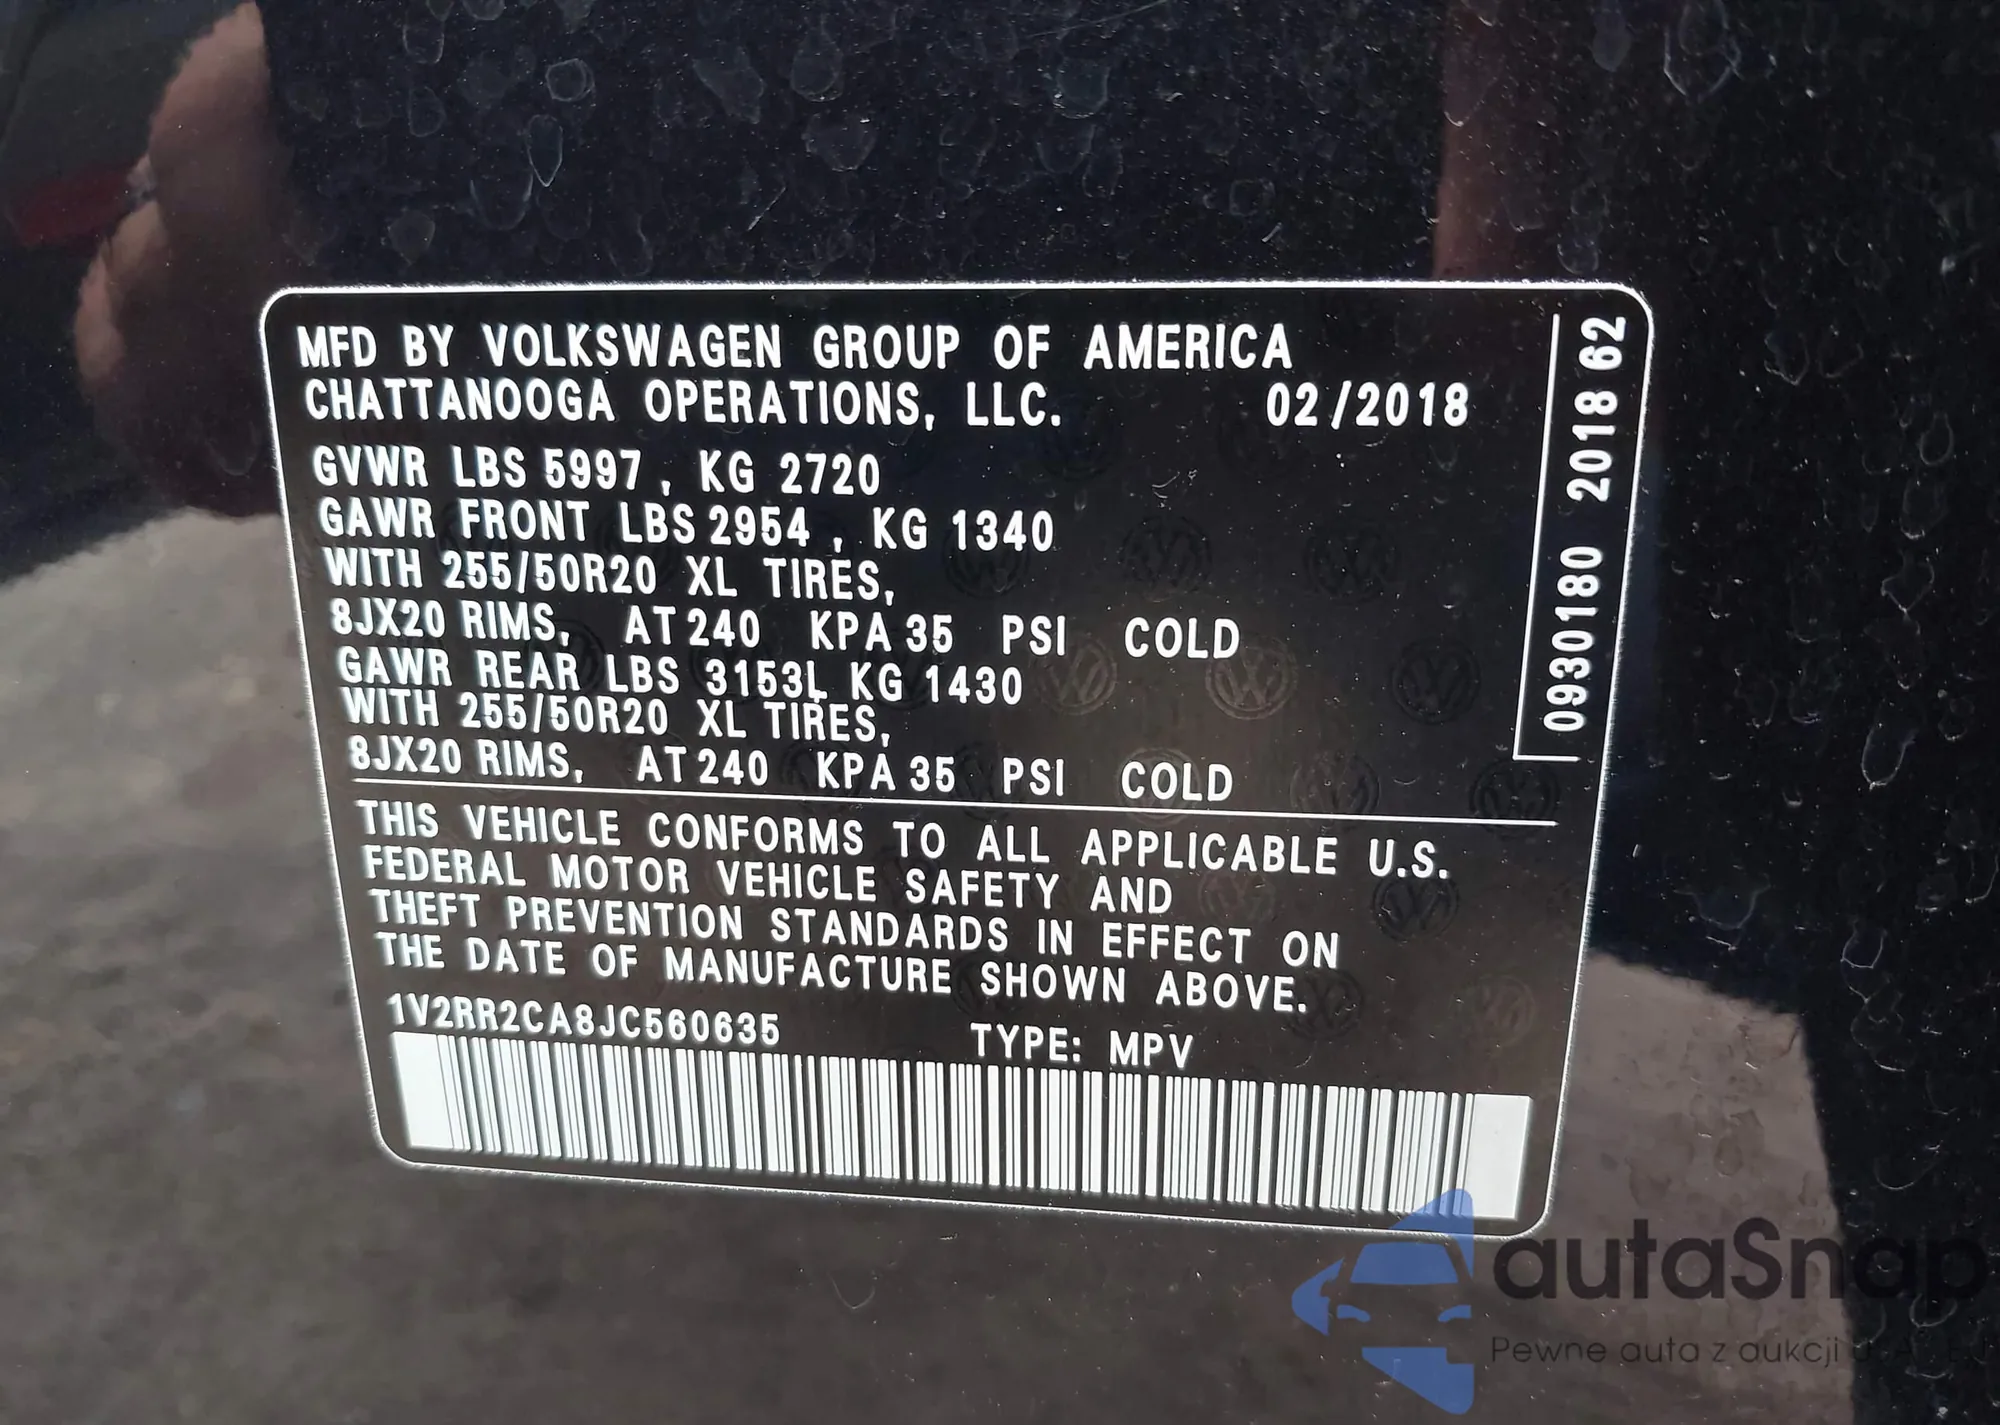 MFD BY VOLKSWAGEN GROUP OF AMERICA
CHATTANOOGA OPERATIONS, LLC. 02/2018
GVWR LBS 5997 , KG 2720
GAWR FRONT LBS 2954 , KG 1340
WITH 255/50R20 XL TIRES,
8JX20 RIMS, AT 240 KPA 35 PSI COLD
GAWR REAR LBS 3153L KG 1430
WITH 255/50R20 XL TIRES,
8JX20 RIMS, AT 240 KPA 35 PSI COLD
THIS VEHICLE CONFORMS TO ALL APPLICABLE U.S.
FEDERAL MOTOR VEHICLE SAFETY AND
THEFT PREVENTION STANDARDS IN EFFECT ON
THE DATE OF MANUFACTURE SHOWN ABOVE.
1V2RR2CA8JC560635 TYPE: MPV
0930180 2018 62
autaSnap
Pewne auta z aukcji